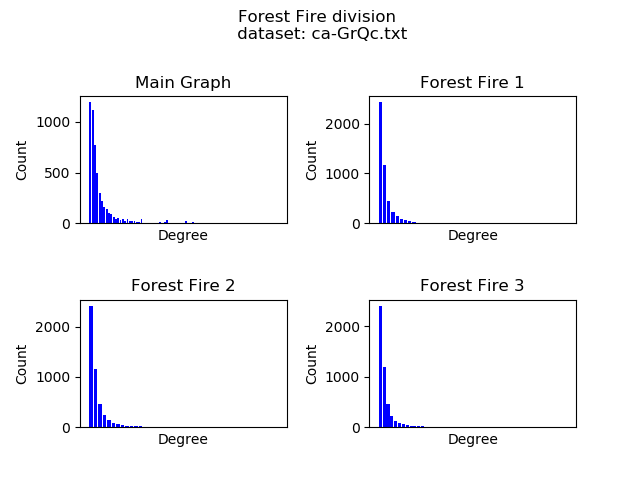 Forest Fire division
dataset: ca-GrQc.txt
Main Graph
1000
500
0
Count
Degree
Forest Fire 1
2000
1000
0
Count
Degree
Forest Fire 2
2000
1000
0
Count
Degree
Forest Fire 3
2000
1000
0
Count
Degree